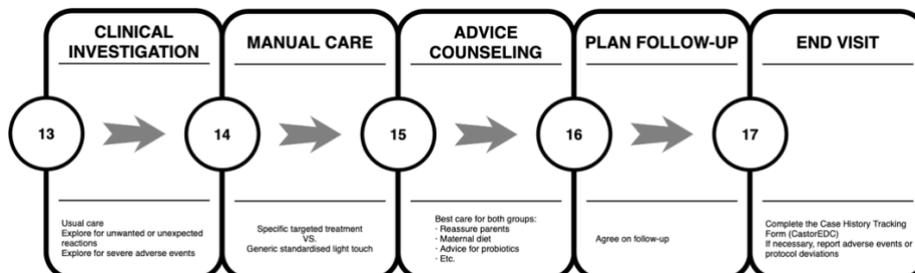 CLINICAL
INVESTIGATION
MANUAL CARE
ADVICE
COUNSELING
PLAN FOLLOW-UP
END VISIT
13
14
15
16
17
Usual care
Explore for unwanted or unexpected
reactions
Explore for severe adverse events
Specific targeted treatment
VS.
Generic standardised light touch
Best care for both groups:
- Reassure parents
- Maternal diet
- Advice for probiotics
- Etc.
Agree on follow-up
Complete the Case History Tracking
Form (CastorEDC)
If necessary, report adverse events or
protocol deviations